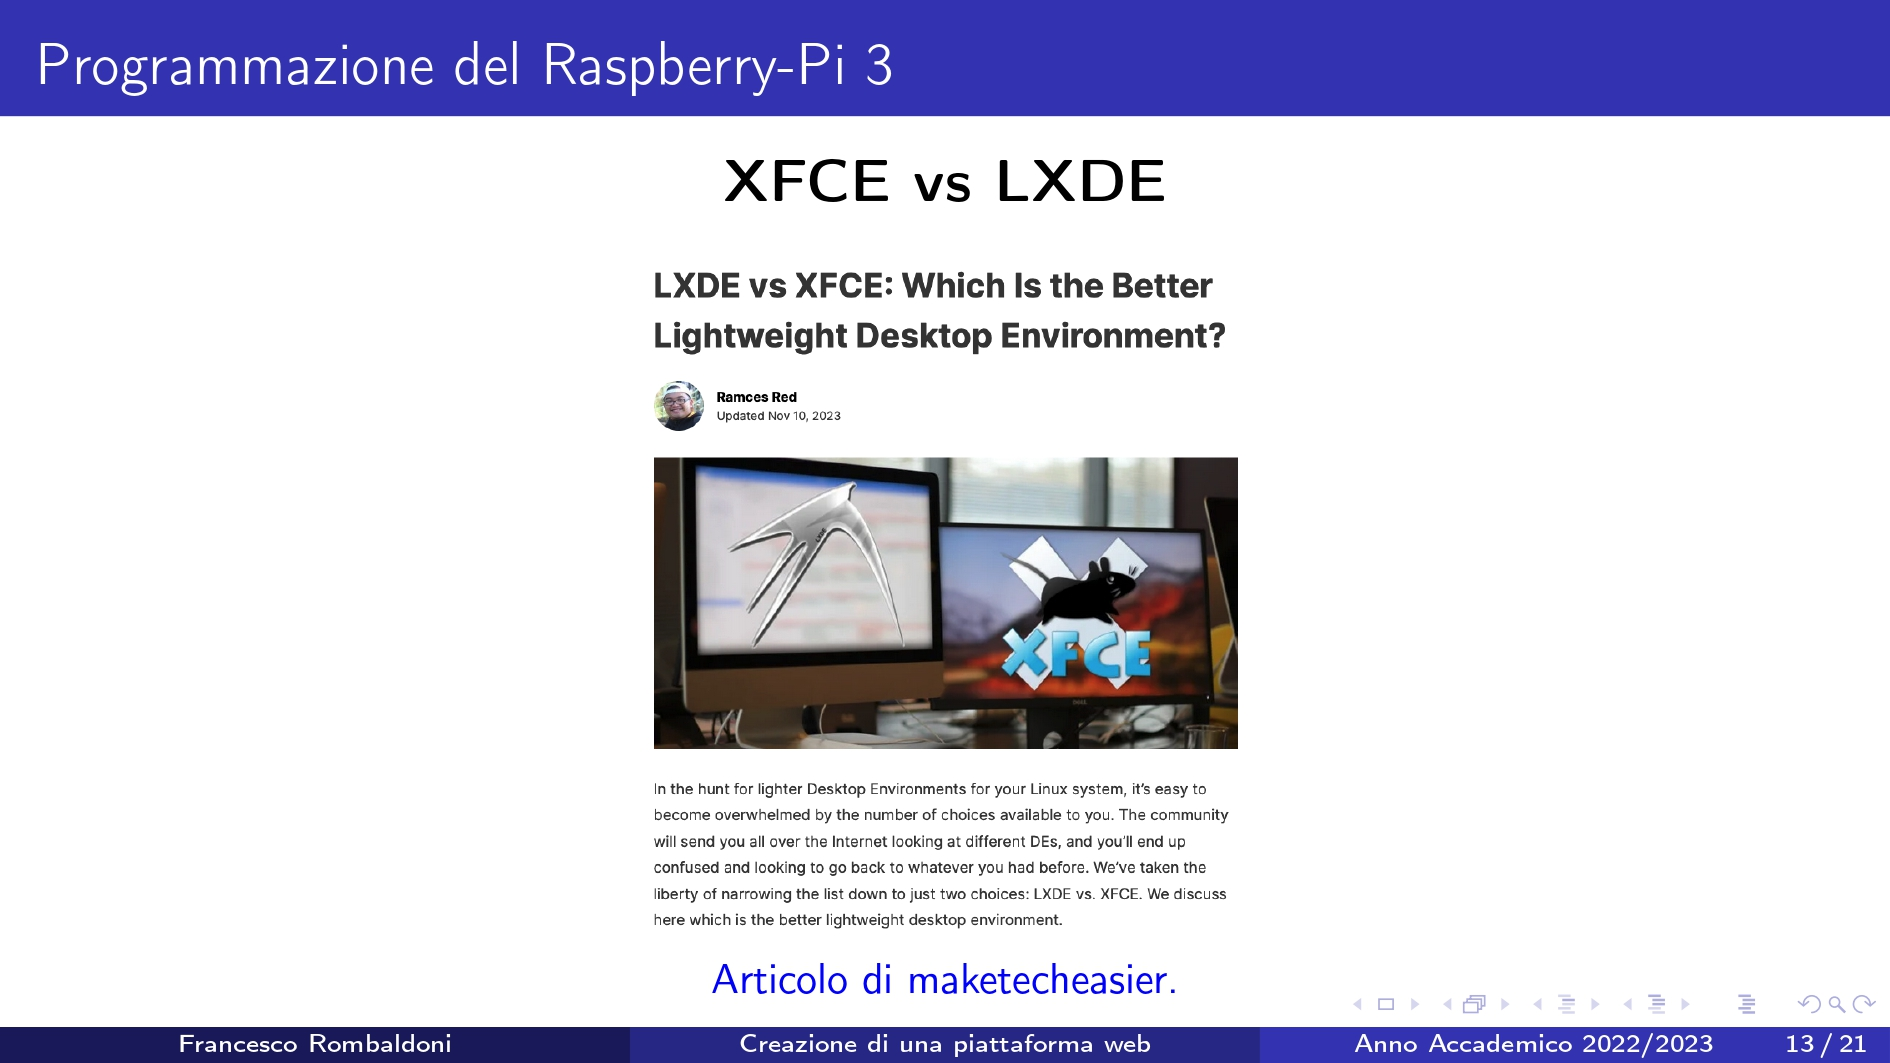 Programmazione del Raspberry-Pi 3
XFCE vs LXDE
LXDE vs XFCE: Which Is the Better
Lightweight Desktop Environment?
Ramces Red
Updated Nov 10, 2023
LXDE
XFCE
DELL
In the hunt for lighter Desktop Environments for your Linux system, it's easy to
become overwhelmed by the number of choices available to you. The community
will send you all over the Internet looking at different DEs, and you'll end up
confused and looking to go back to whatever you had before. We've taken the
liberty of narrowing the list down to just two choices: LXDE vs. XFCE. We discuss
here which is the better lightweight desktop environment.
Articolo di maketecheasier.
Francesco Rombaldoni
Creazione di una piattaforma web
Anno Accademico 2022/2023
13 / 21